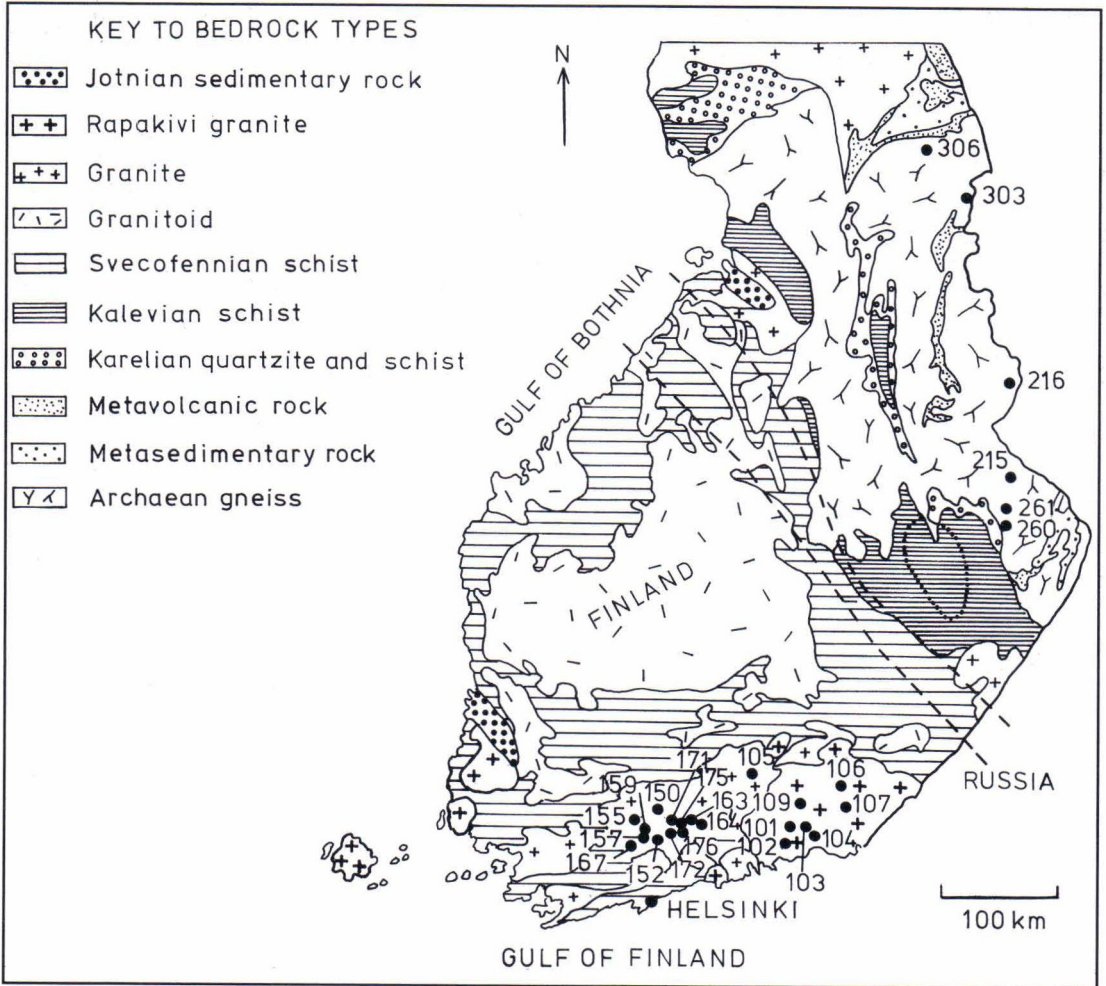 KEY TO BEDROCK TYPES
Jotnian sedimentary rock
Rapakivi granite
Granite
Granitoid
Svecofennian schist
Kalevian schist
Karelian quartzite and schist
Metavolcanic rock
Metasedimentary rock
Archaean gneiss
N
306
303
GULF OF BOTHNIA
216
215
261
260
FINLAND
RUSSIA
171
105
159
150
175
106
163
109
107
155
164
101
157
176
102
104
167
152
172
103
HELSINKI
100 km
GULF OF FINLAND